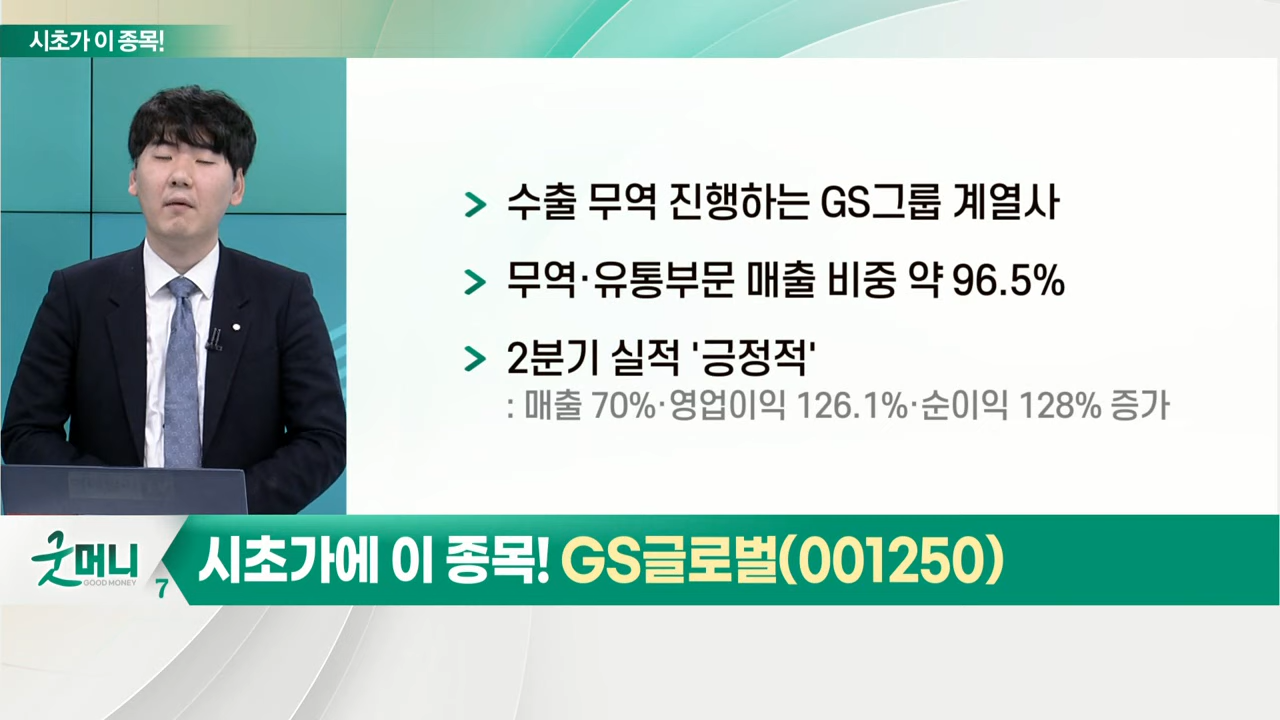 시초가 이 종목!
> 수출 무역 진행하는 GS그룹 계열사
> 무역·유통부문 매출 비중 약 96.5%
> 2분기 실적 '긍정적'
: 매출 70%·영업이익 126.1%·순이익 128% 증가
굿머니
GOOD MONEY
7
시초가에 이 종목! GS글로벌(001250)